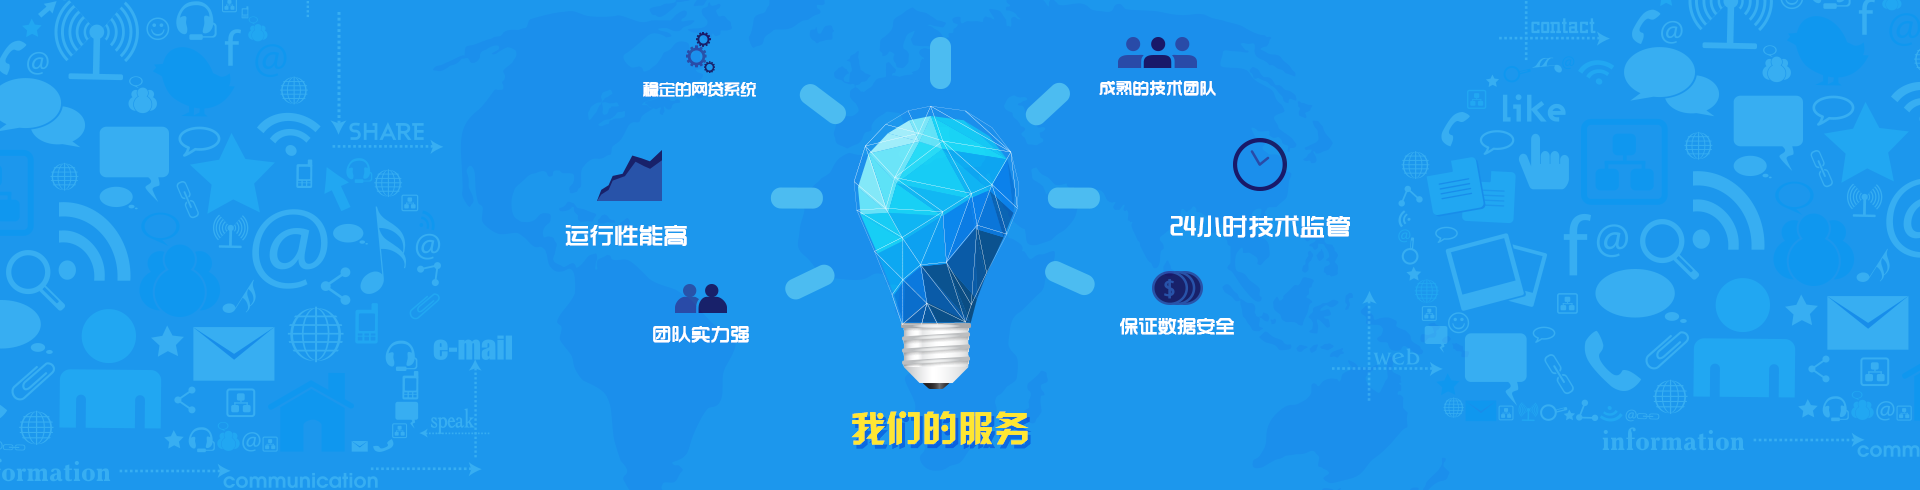 稳定的网贷系统
成熟的技术团队
运行性能高
24小时技术监管
团队实力强
保证数据安全
我们的服务
SHARE
e-mail
speak
ormation
communication
contact
like
web
information
comm